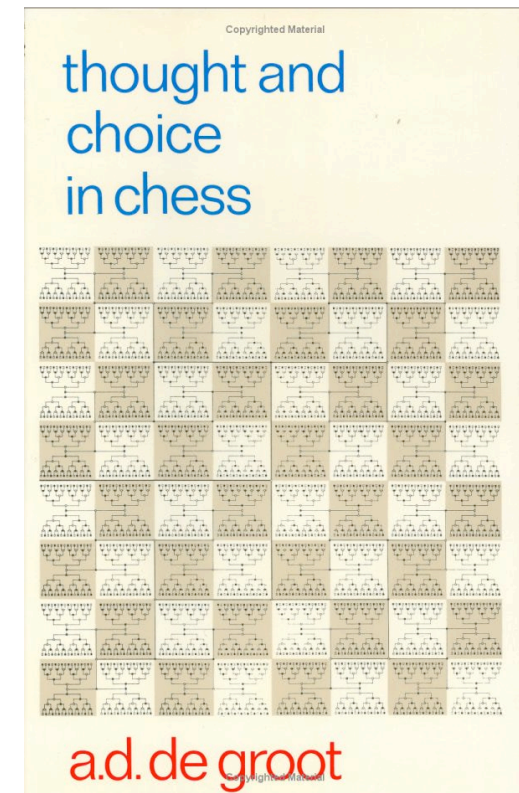 Copyrighted Material
thought and
choice
in chess
a.d. de groot
Copyrighted Material